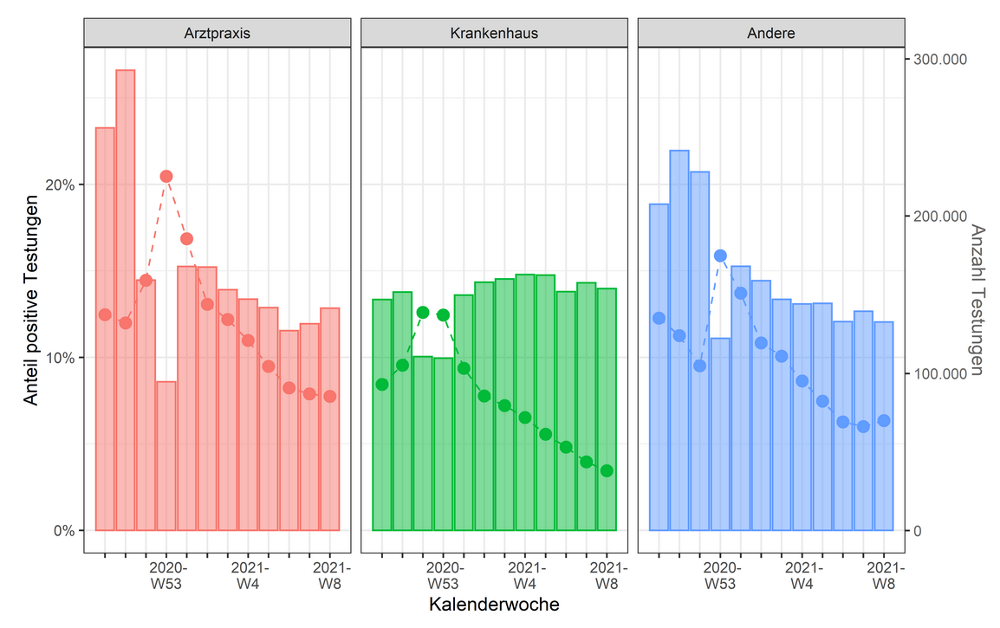 Arztpraxis
Krankenhaus
Andere
Anteil positive Testungen
20%
10%
0%
300.000
200.000
100.000
0
Anzahl Testungen
2020-
W53
2021-
W4
2021-
W8
2020-
W53
2021-
W4
2021-
W8
2020-
W53
2021-
W4
2021-
W8
Kalenderwoche